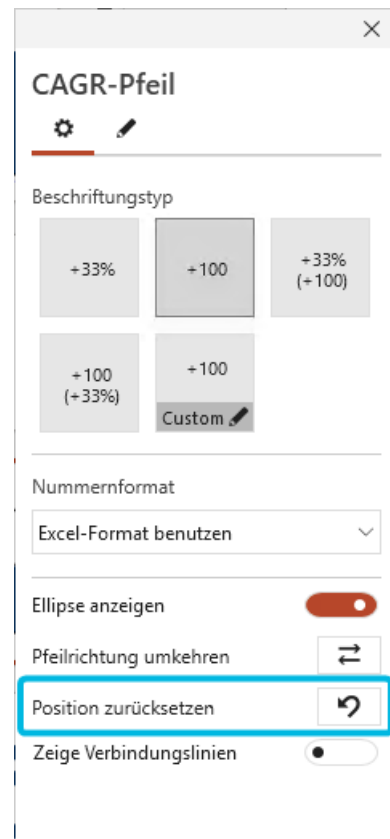 CAGR-Pfeil
Beschriftungstyp
+33%
+100
+33%
(+100)
+100
(+33%)
+100
Custom
Nummernformat
Excel-Format benutzen
Ellipse anzeigen
Pfeilrichtung umkehren
Position zurücksetzen
Zeige Verbindungslinien